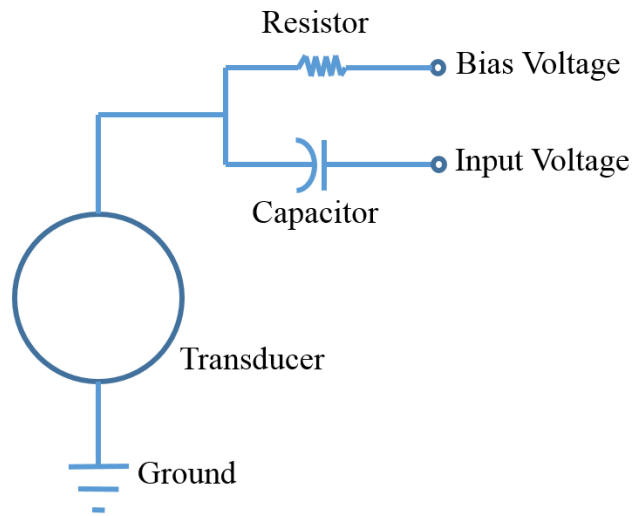 Resistor
Bias Voltage
Input Voltage
Capacitor
Transducer
Ground